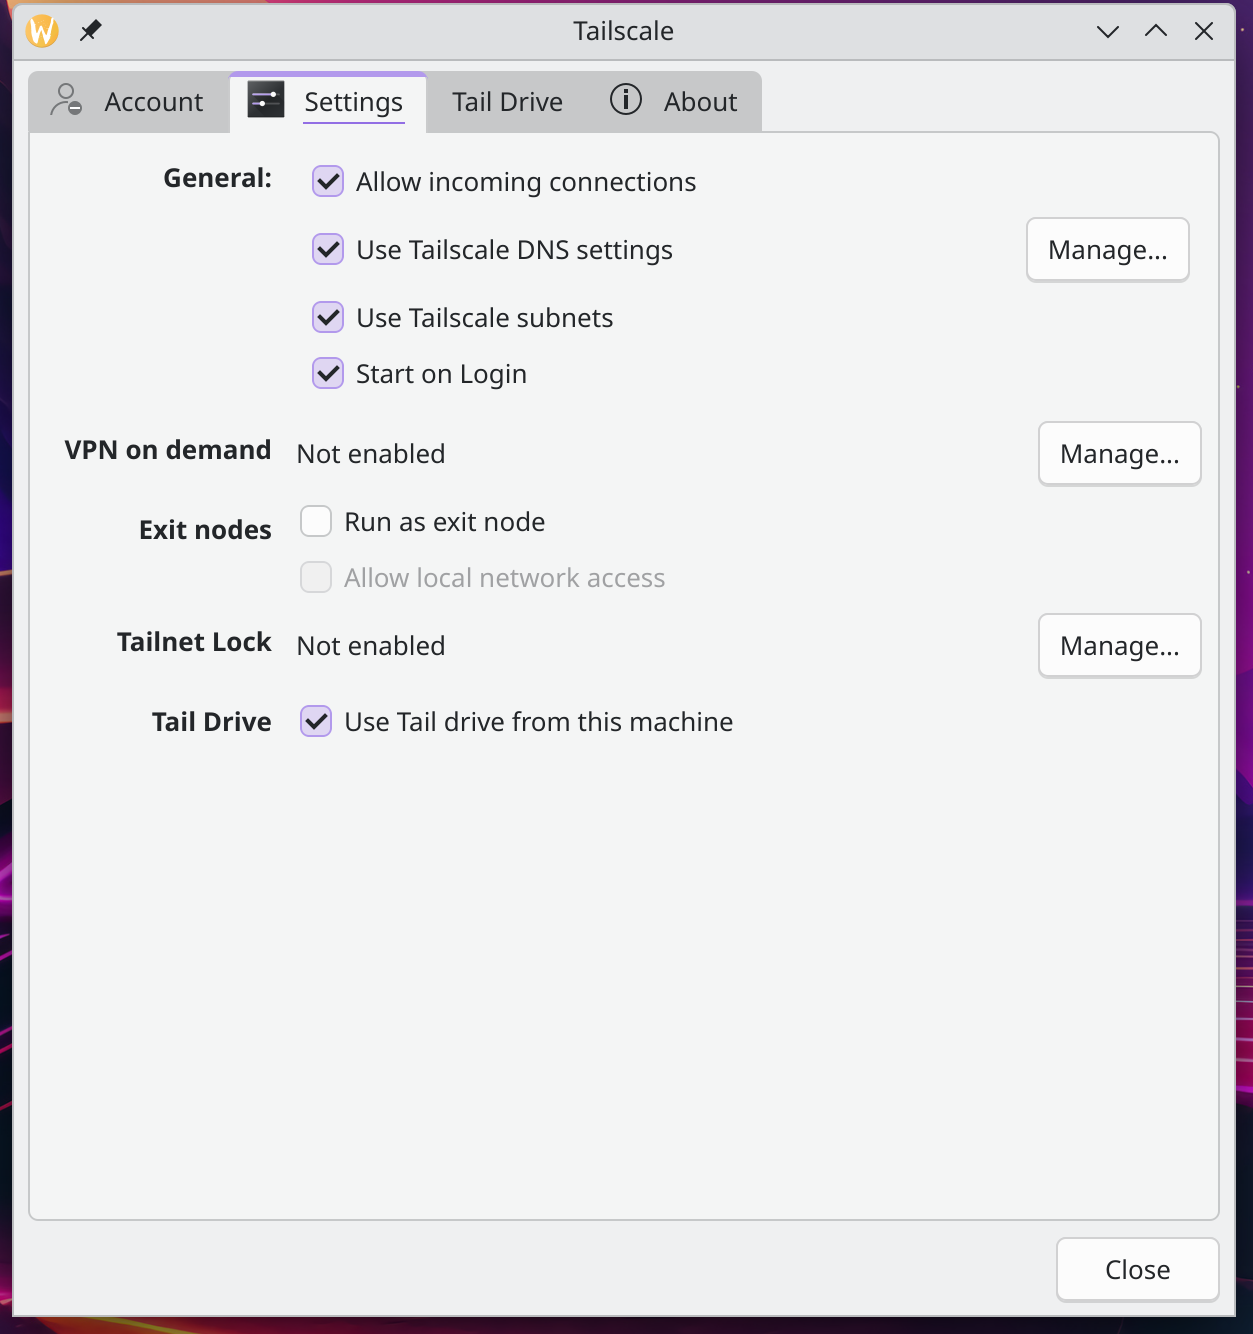 Tailscale
Account
Settings
Tail Drive
About
General:
Allow incoming connections
Use Tailscale DNS settings
Manage...
Use Tailscale subnets
Start on Login
VPN on demand
Not enabled
Manage...
Exit nodes
Run as exit node
Allow local network access
Tailnet Lock
Not enabled
Manage...
Tail Drive
Use Tail drive from this machine
Close